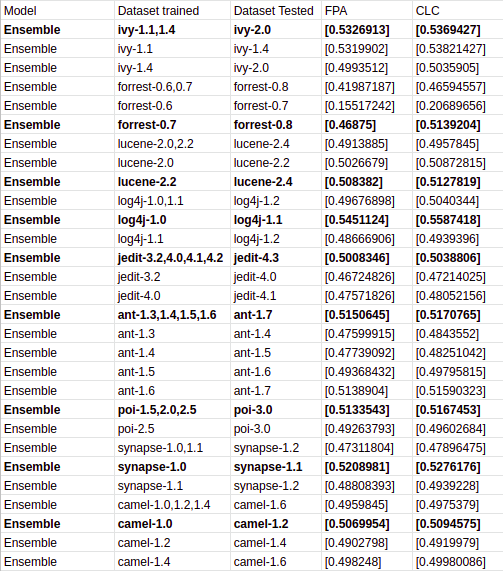 Model Dataset trained Dataset Tested FPA CLC
Ensemble ivy-1.1,1.4 ivy-2.0 [0.5326913] [0.5369427]
Ensemble ivy-1.1 ivy-1.4 [0.5319902] [0.53821427]
Ensemble ivy-1.4 ivy-2.0 [0.4993512] [0.5035905]
Ensemble forrest-0.6,0.7 forrest-0.8 [0.41987187] [0.46594557]
Ensemble forrest-0.6 forrest-0.7 [0.15517242] [0.20689656]
Ensemble forrest-0.7 forrest-0.8 [0.46875] [0.5139204]
Ensemble lucene-2.0,2.2 lucene-2.4 [0.4913885] [0.4957845]
Ensemble lucene-2.0 lucene-2.2 [0.5026679] [0.50872815]
Ensemble lucene-2.2 lucene-2.4 [0.508382] [0.5127819]
Ensemble log4j-1.0,1.1 log4j-1.2 [0.49676898] [0.5040344]
Ensemble log4j-1.0 log4j-1.1 [0.5451124] [0.5587418]
Ensemble log4j-1.1 log4j-1.2 [0.48666906] [0.4939396]
Ensemble jedit-3.2,4.0,4.1,4.2 jedit-4.3 [0.5008346] [0.5038806]
Ensemble jedit-3.2 jedit-4.0 [0.46724826] [0.47214025]
Ensemble jedit-4.0 jedit-4.1 [0.47571826] [0.48052156]
Ensemble ant-1.3,1.4,1.5,1.6 ant-1.7 [0.5150645] [0.5170765]
Ensemble ant-1.3 ant-1.4 [0.47599915] [0.4843552]
Ensemble ant-1.4 ant-1.5 [0.47739092] [0.48251042]
Ensemble ant-1.5 ant-1.6 [0.49368432] [0.49795815]
Ensemble ant-1.6 ant-1.7 [0.5138904] [0.51590323]
Ensemble poi-1.5,2.0,2.5 poi-3.0 [0.5133543] [0.5167453]
Ensemble poi-2.5 poi-3.0 [0.49263793] [0.49602684]
Ensemble synapse-1.0,1.1 synapse-1.2 [0.47311804] [0.47896475]
Ensemble synapse-1.0 synapse-1.1 [0.5208981] [0.5276176]
Ensemble synapse-1.1 synapse-1.2 [0.48808393] [0.4939228]
Ensemble camel-1.0,1.2,1.4 camel-1.6 [0.4959845] [0.4975379]
Ensemble camel-1.0 camel-1.2 [0.5069954] [0.5094575]
Ensemble camel-1.2 camel-1.4 [0.4902798] [0.4919979]
Ensemble camel-1.4 camel-1.6 [0.498248] [0.49980086]